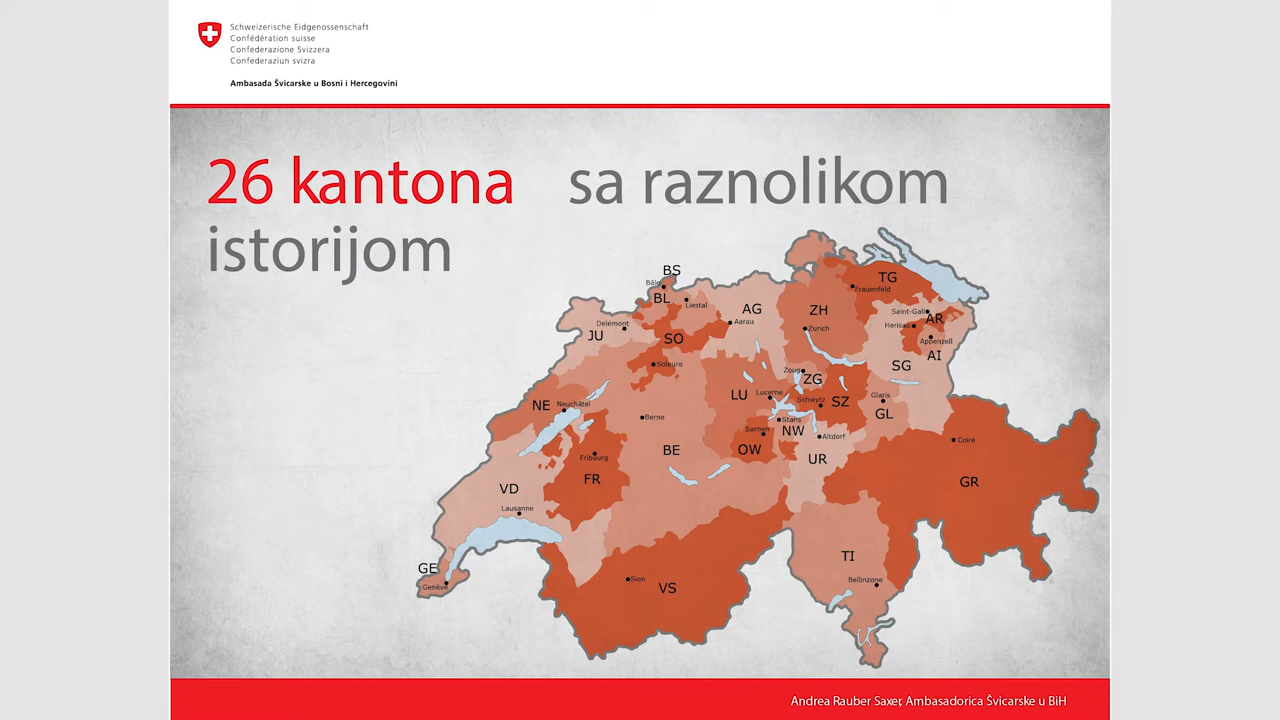 Schweizerische Eidgenossenschaft
Confédération suisse
Confederazione Svizzera
Confederaziun svizra
Ambasada Švicarske u Bosni i Hercegovini
26 kantona sa raznolikom
istorijom
BS
Bâle
BL
Liestal
TG
Frauenfeld
AG
Aarau
ZH
Zurich
Saint-Gall
AR
Herisau
Appenzell
AI
Delémont
JU
SO
Soleure
SG
Zoug
ZG
LU
Lucerne
Schwytz
SZ
Glaris
GL
NE
Neuchâtel
Berne
Stans
NW
Sarnen
OW
Altdorf
UR
Coire
GR
BE
Fribourg
FR
VD
Lausanne
GE
Genève
TI
Bellinzone
Sion
VS
Andrea Rauber Saxer, Ambasadorica Švicarske u BiH